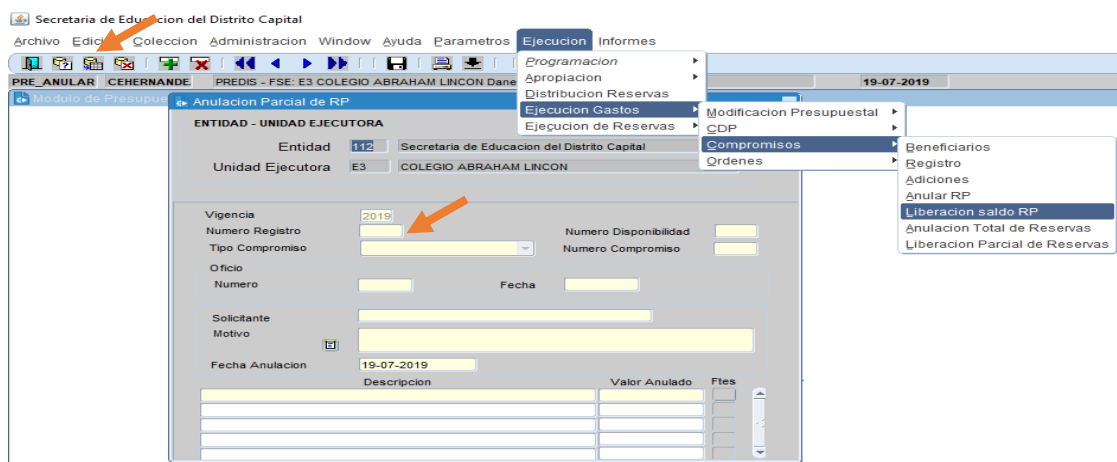 Secretaria de Educacion del Distrito Capital
Archivo Edici Coleccion Administracion Window Ayuda Parametros Ejecucion Informes
PRE_ANULAR CEHERNANDE. PREDIS - FSE: E3 COLEGIO ABRAHAM LINCON Dane 19-07-2019
Programacion
Apropiacion
Distribucion Reservas
Ejecucion Gastos
Ejecucion de Reservas
Modificacion Presupuestal
CDP
Compromisos
Ordenes
Beneficiarios
Registro
Adiciones
Anular RP
Liberacion saldo RP
Anulacion Total de Reservas
Liberacion Parcial de Reservas
Modulo de Presupue
Anulacion Parcial de RP
ENTIDAD - UNIDAD EJECUTORA
Entidad 112 Secretaria de Educacion del Distrito Capital
Unidad Ejecutora E3 COLEGIO ABRAHAM LINCON
Vigencia 2019
Numero Registro Numero Disponibilidad
Tipo Compromiso Numero Compromiso
Oficio
Numero Fecha
Solicitante
Motivo
Fecha Anulacion 19-07-2019
Descripcion Valor Anulado Ftes